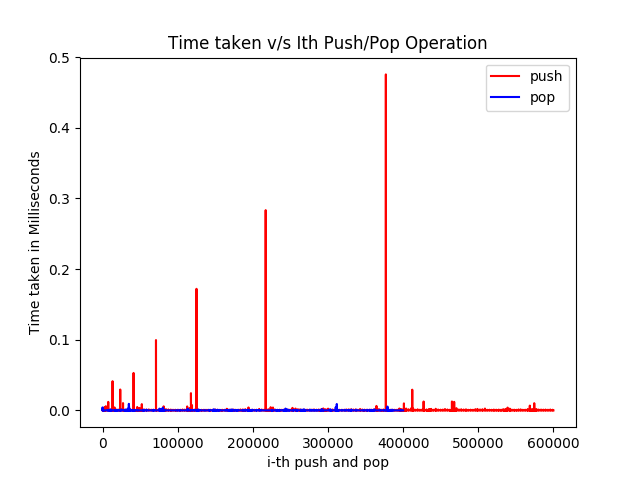 Time taken v/s Ith Push/Pop Operation
push
pop
0.5
0.4
0.3
0.2
0.1
0.0
Time taken in Milliseconds
0
100000
200000
300000
400000
500000
600000
i-th push and pop